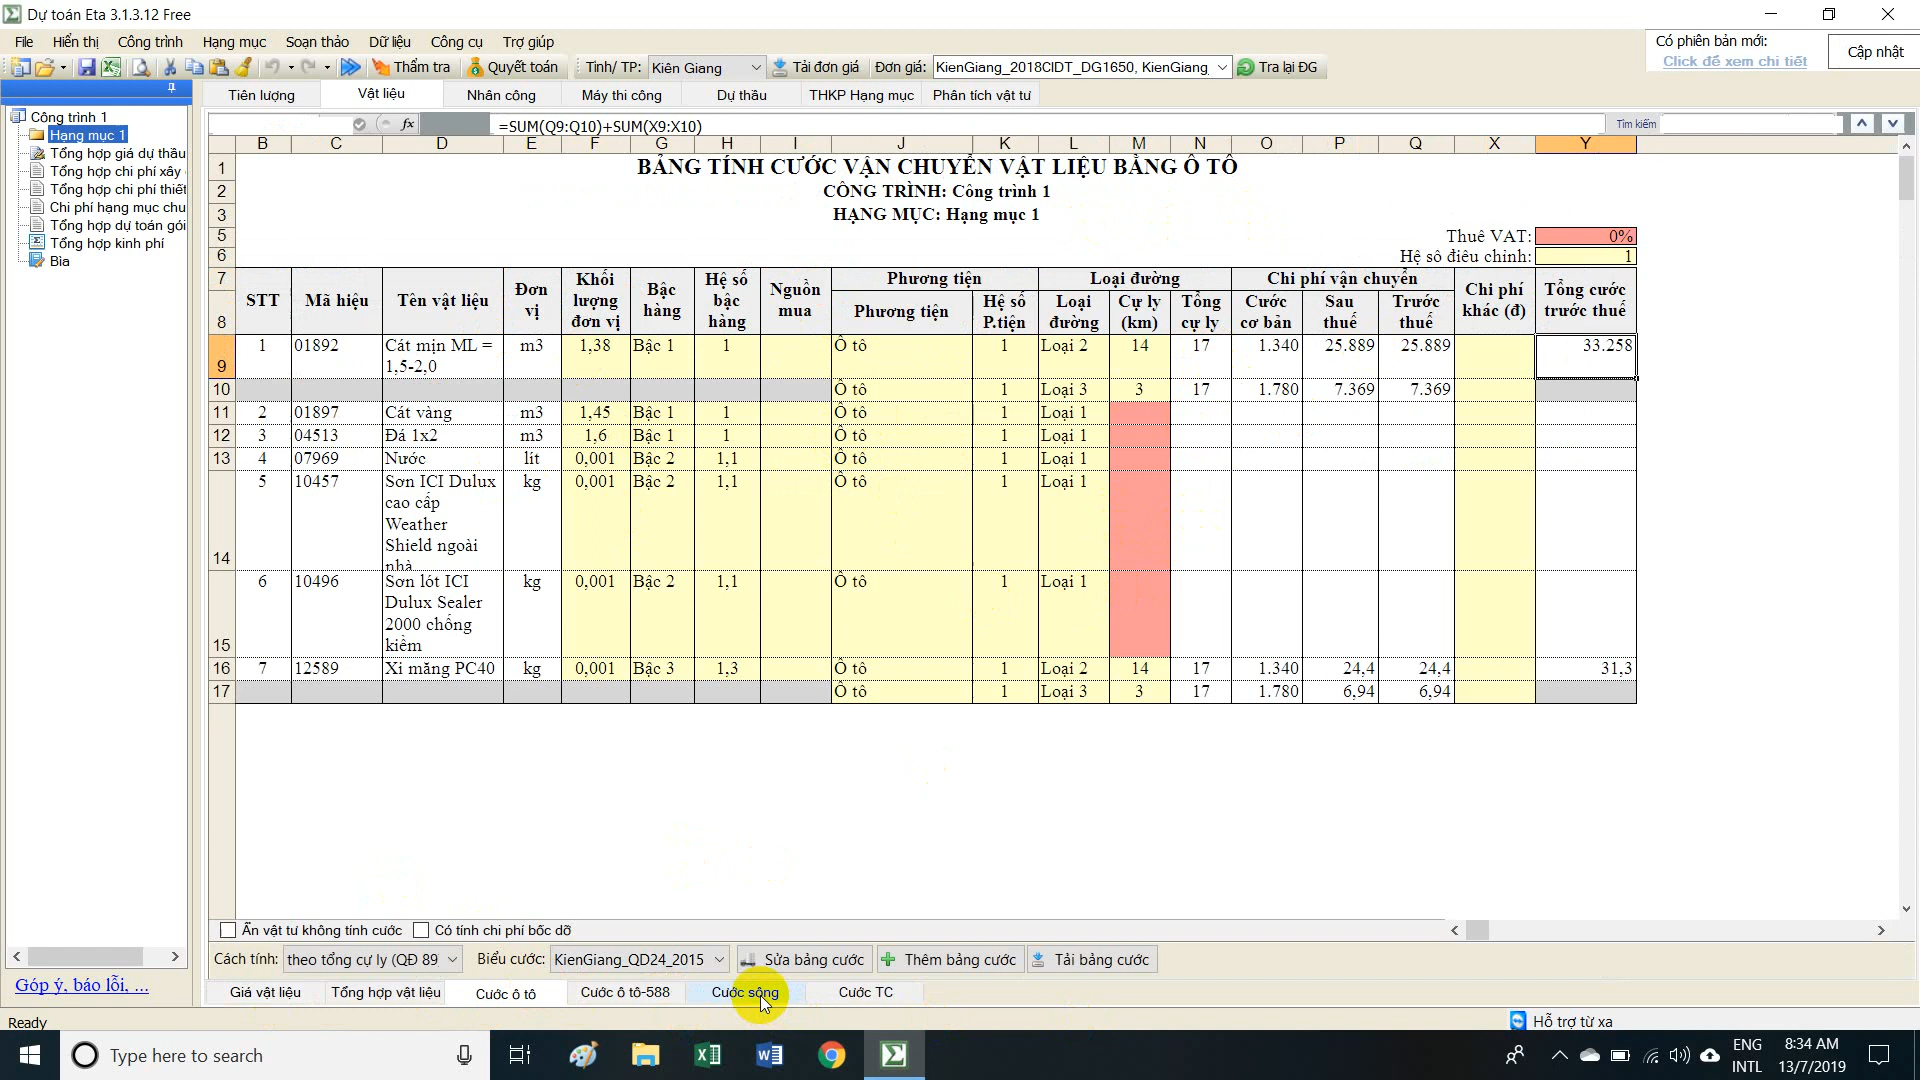 Dự toán Eta 3.1.3.12 Free
File Hiển thị Công trình Hạng mục Soạn thảo Dữ liệu Công cụ Trợ giúp
Có phiên bản mới:
Click để xem chi tiết
Cập nhật
Thẩm tra Quyết toán Tỉnh/ TP: Kiên Giang Tải đơn giá Đơn giá: KienGiang_2018CIDT_DG1650, KienGiang_ Tra lại ĐG
Tiên lượng Vật liệu Nhân công Máy thi công Dự thầu THKP Hạng mục Phân tích vật tư
Công trình 1
Hạng mục 1
Tổng hợp giá dự thầu
Tổng hợp chi phí xây
Tổng hợp chi phí thiết
Chi phí hạng mục chu
Tổng hợp dự toán gói
Tổng hợp kinh phí
Bìa
Góp ý, báo lỗi, ...
fx =SUM(Q9:Q10)+SUM(X9:X10) Tìm kiếm
B C D E F G H I J K L M N O P Q X Y
1 BẢNG TÍNH CƯỚC VẬN CHUYỂN VẬT LIỆU BẰNG Ô TÔ
2 CÔNG TRÌNH: Công trình 1
3 HẠNG MỤC: Hạng mục 1
5 Thuế VAT: 0%
6 Hệ số điều chỉnh: 1
7 STT Mã hiệu Tên vật liệu Đơn vị Khối lượng đơn vị Bậc hàng Hệ số bậc hàng Nguồn mua Phương tiện Loại đường Chi phí vận chuyển Chi phí khác (đ) Tổng cước trước thuế
8 Phương tiện Hệ số P.tiện Loại đường Cự ly (km) Tổng cự ly Cước cơ bản Sau thuế Trước thuế
9 1 01892 Cát mịn ML = 1,5-2,0 m3 1,38 Bậc 1 1 Ô tô 1 Loại 2 14 17 1.340 25.889 25.889 33.258
10 Ô tô 1 Loại 3 3 17 1.780 7.369 7.369
11 2 01897 Cát vàng m3 1,45 Bậc 1 1 Ô tô 1 Loại 1
12 3 04513 Đá 1x2 m3 1,6 Bậc 1 1 Ô tô 1 Loại 1
13 4 07969 Nước lít 0,001 Bậc 2 1,1 Ô tô 1 Loại 1
14 5 10457 Sơn ICI Dulux cao cấp Weather Shield ngoài nhà kg 0,001 Bậc 2 1,1 Ô tô 1 Loại 1
15 6 10496 Sơn lót ICI Dulux Sealer 2000 chống kiềm kg 0,001 Bậc 2 1,1 Ô tô 1 Loại 1
16 7 12589 Xi măng PC40 kg 0,001 Bậc 3 1,3 Ô tô 1 Loại 2 14 17 1.340 24,4 24,4 31,3
17 Ô tô 1 Loại 3 3 17 1.780 6,94 6,94
Ẩn vật tư không tính cước Có tính chi phí bốc dỡ
Cách tính: theo tổng cự ly (QĐ 89 Biểu cước: KienGiang_QD24_2015 Sửa bảng cước Thêm bảng cước Tải bảng cước
Giá vật liệu Tổng hợp vật liệu Cước ô tô Cước ô tô-588 Cước sông Cước TC
Ready
Hỗ trợ từ xa
Type here to search
ENG
INTL
8:34 AM
13/7/2019